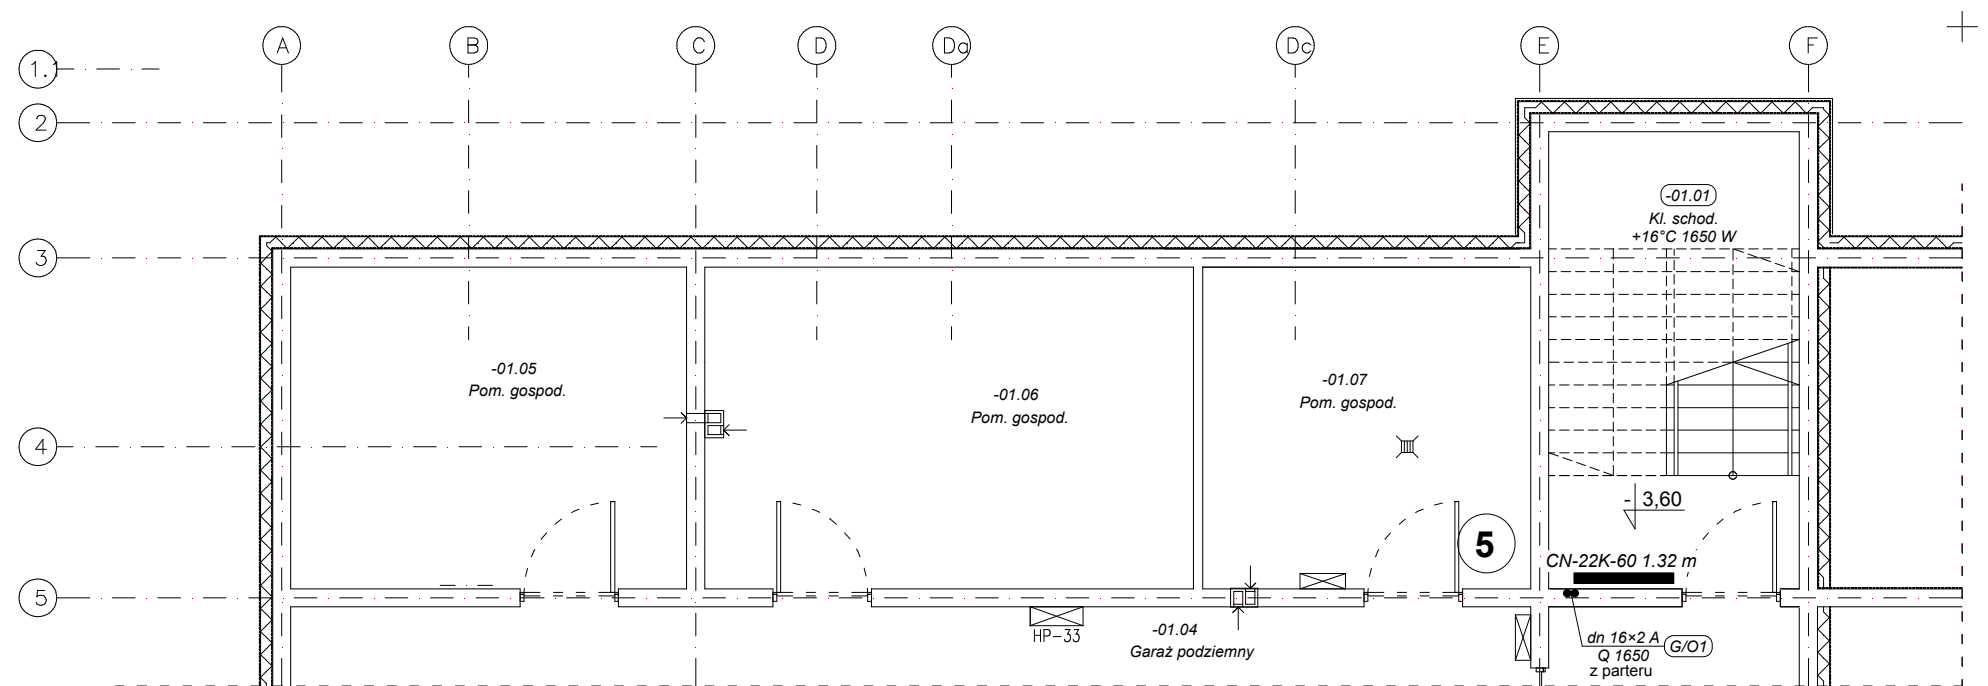 A
B
C
D
Da
Dc
E
F
1.
2
3
4
5
-01.01
Kl. schod.
+16°C 1650 W
-01.05
Pom. gospod.
-01.06
Pom. gospod.
-01.07
Pom. gospod.
- 3,60
5
CN-22K-60 1.32 m
HP-33
-01.04
Garaż podziemny
dn 16×2 A
Q 1650
z parteru
G/O1